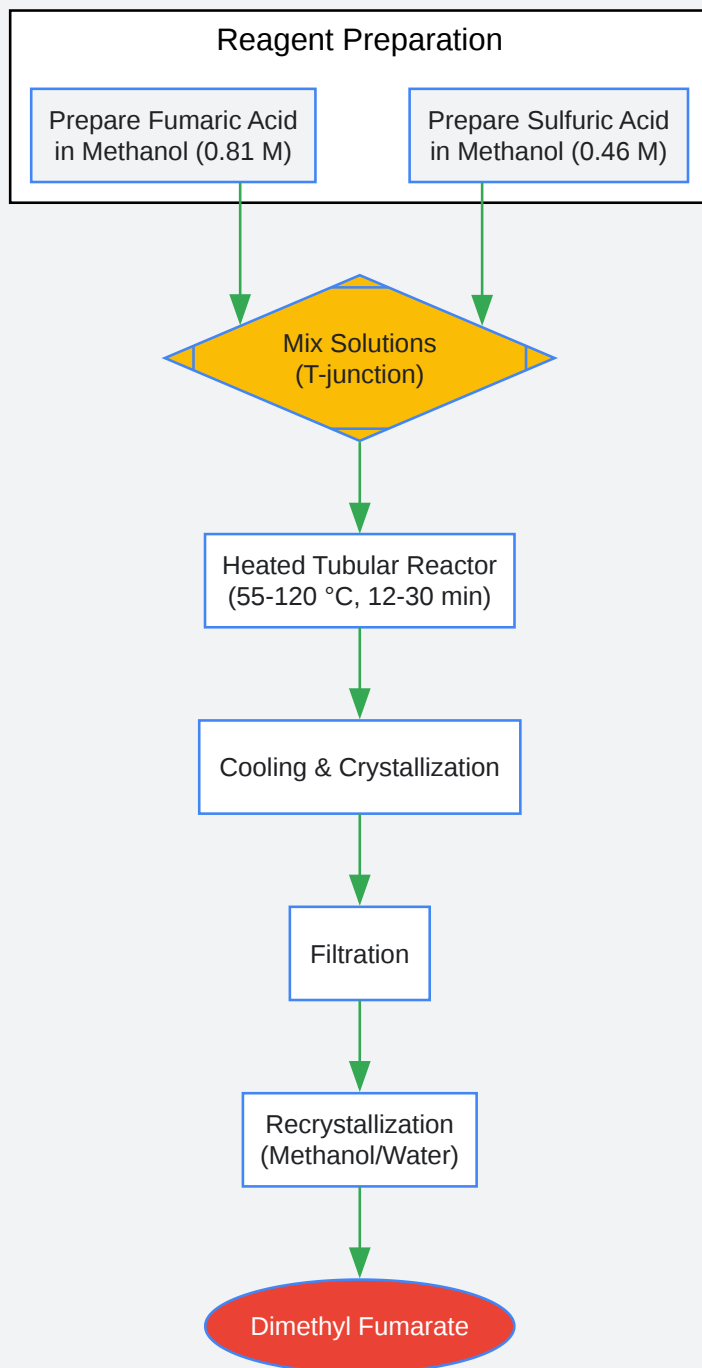 Reagent Preparation
Prepare Fumaric Acid
in Methanol (0.81 M)
Prepare Sulfuric Acid
in Methanol (0.46 M)
Mix Solutions
(T-junction)
Heated Tubular Reactor
(55-120 °C, 12-30 min)
Cooling & Crystallization
Filtration
Recrystallization
(Methanol/Water)
Dimethyl Fumarate